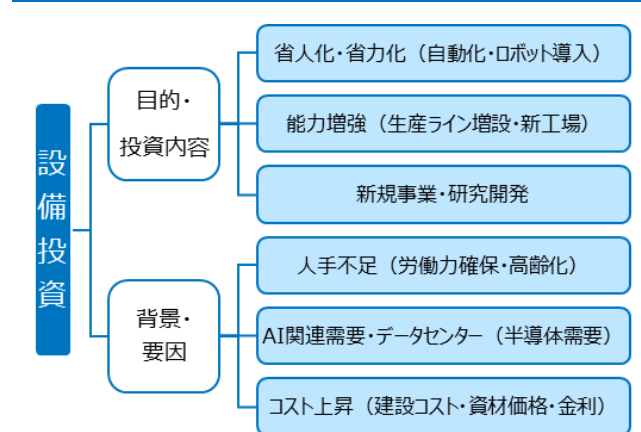 設備投資
目的・
投資内容
省人化・省力化（自動化・ロボット導入）
能力増強（生産ライン増設・新工場）
新規事業・研究開発
背景・
要因
人手不足（労働力確保・高齢化）
AI関連需要・データセンター（半導体需要）
コスト上昇（建設コスト・資材価格・金利）